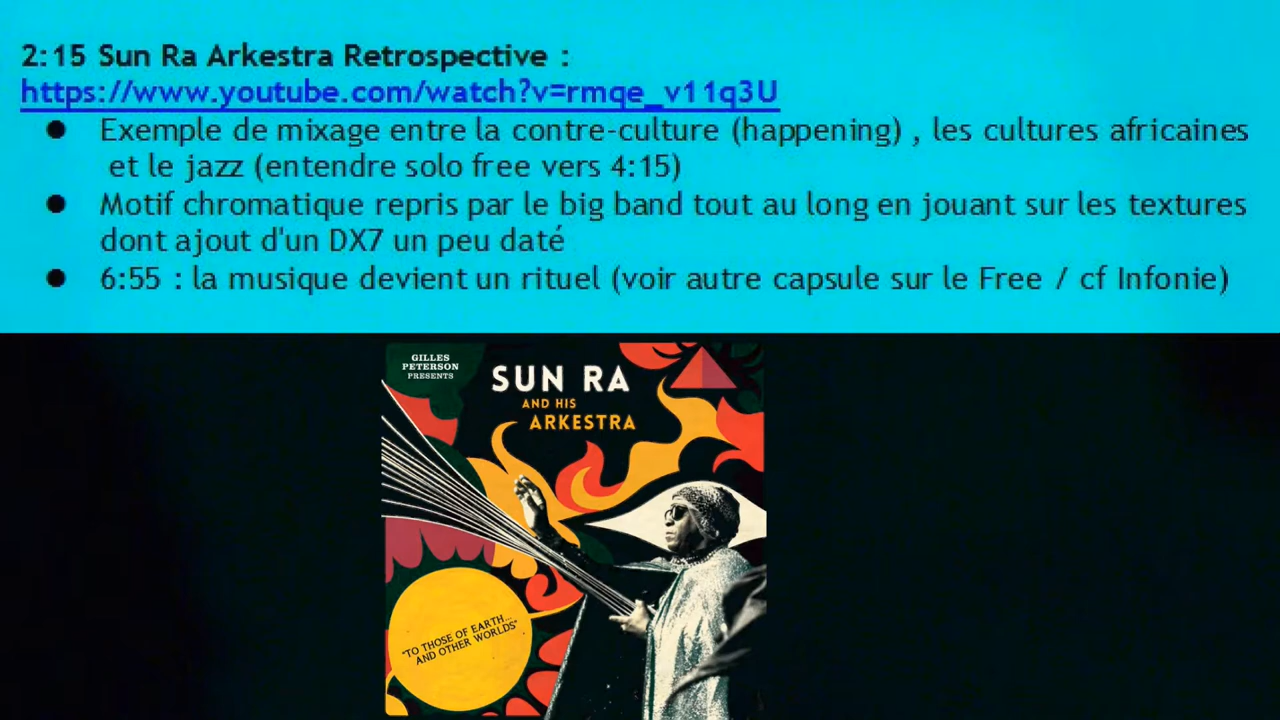 2:15 Sun Ra Arkestra Retrospective :
https://www.youtube.com/watch?v=rmqe_v11q3U
● Exemple de mixage entre la contre-culture (happening) , les cultures africaines
et le jazz (entendre solo free vers 4:15)
● Motif chromatique repris par le big band tout au long en jouant sur les textures
dont ajout d'un DX7 un peu daté
● 6:55 : la musique devient un rituel (voir autre capsule sur le Free / cf Infonie)
GILLES
PETERSON
PRESENTS
SUN RA
AND HIS
ARKESTRA
"TO THOSE OF EARTH...
AND OTHER WORLDS"